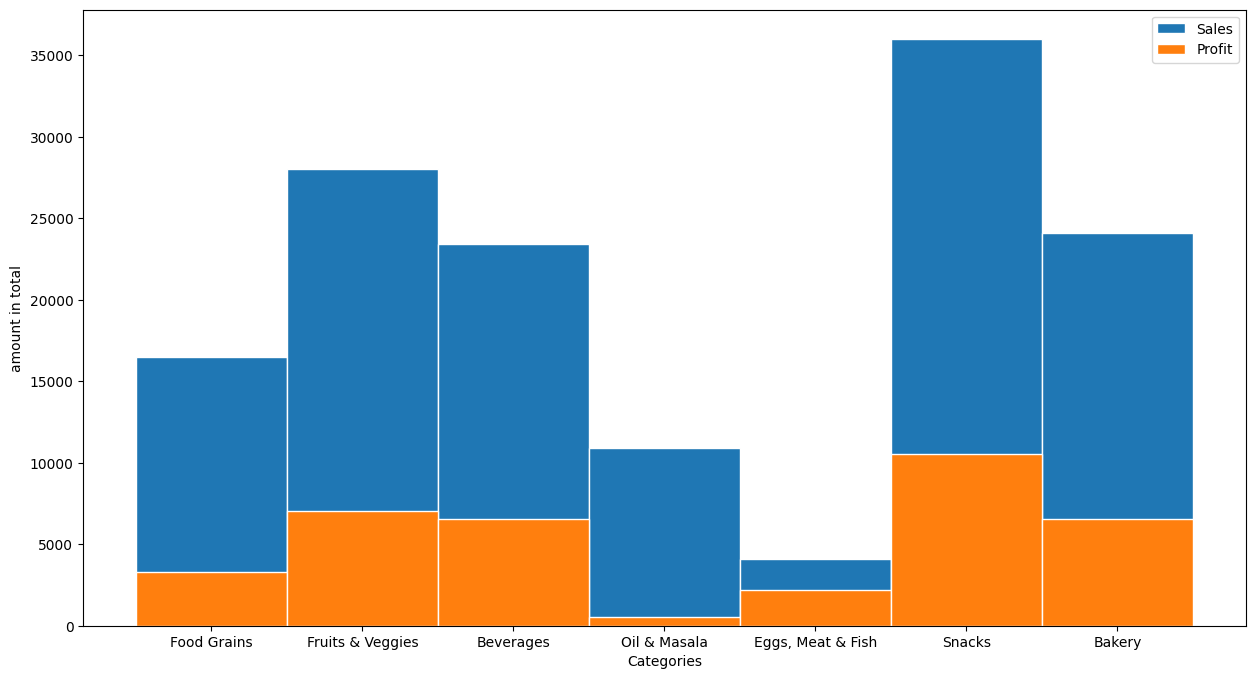 Sales
Profit
35000
30000
25000
20000
15000
10000
5000
0
amount in total
Food Grains
Fruits & Veggies
Beverages
Oil & Masala
Eggs, Meat & Fish
Snacks
Bakery
Categories